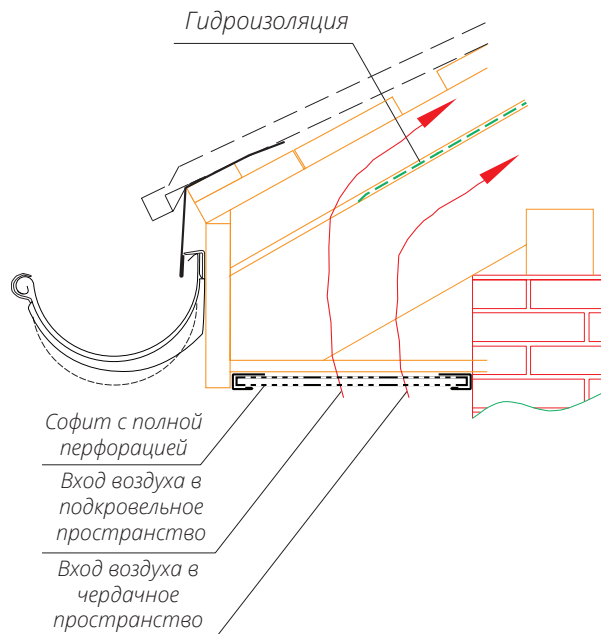 Гидроизоляция
Софит с полной
перфорацией
Вход воздуха в
подкровельное
пространство
Вход воздуха в
чердачное
пространство